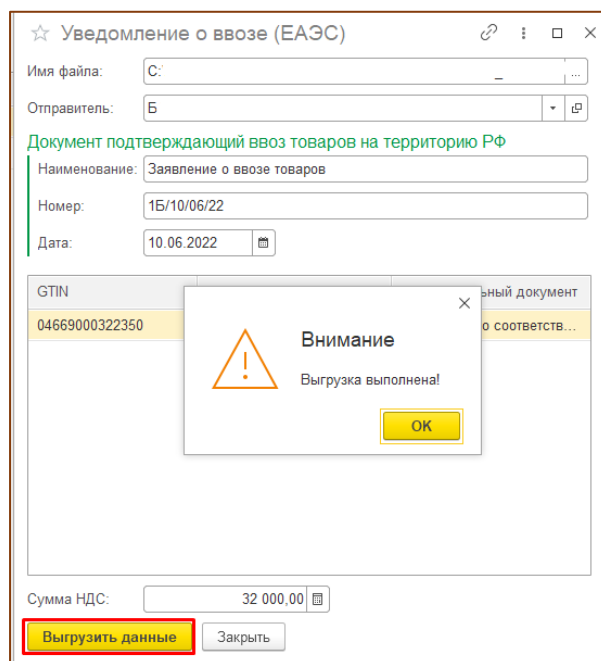 Уведомление о ввозе (ЕАЭС)
Имя файла: C: ...
Отправитель: Б
Документ подтверждающий ввоз товаров на территорию РФ
Наименование: Заявление о ввозе товаров
Номер: 1Б/10/06/22
Дата: 10.06.2022
GTIN документ
04669000322350 соответств...
Внимание
Выгрузка выполнена!
OK
Сумма НДС: 32 000,00
Выгрузить данные Закрыть